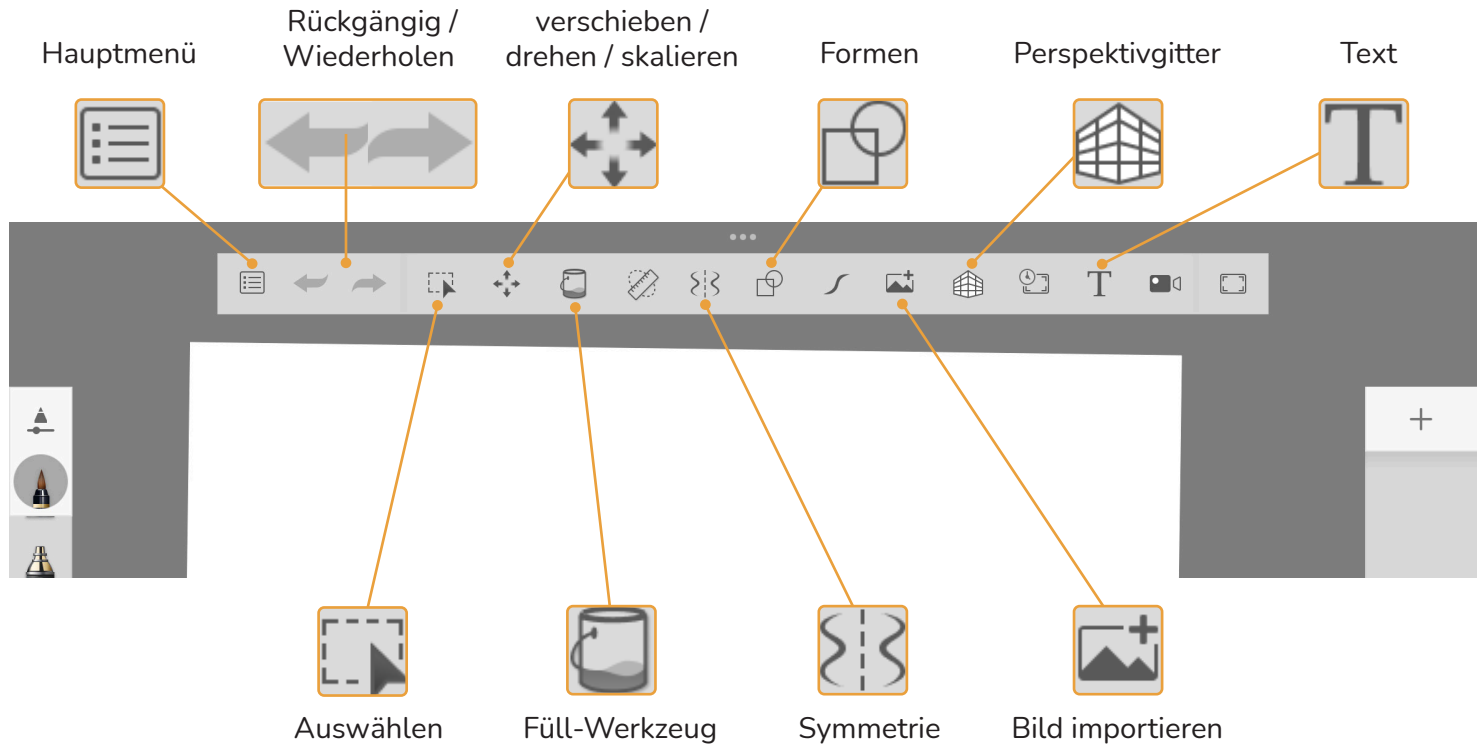 Hauptmenü
Rückgängig /
Wiederholen
verschieben /
drehen / skalieren
Formen
Perspektivgitter
Text
Auswählen
Füll-Werkzeug
Symmetrie
Bild importieren